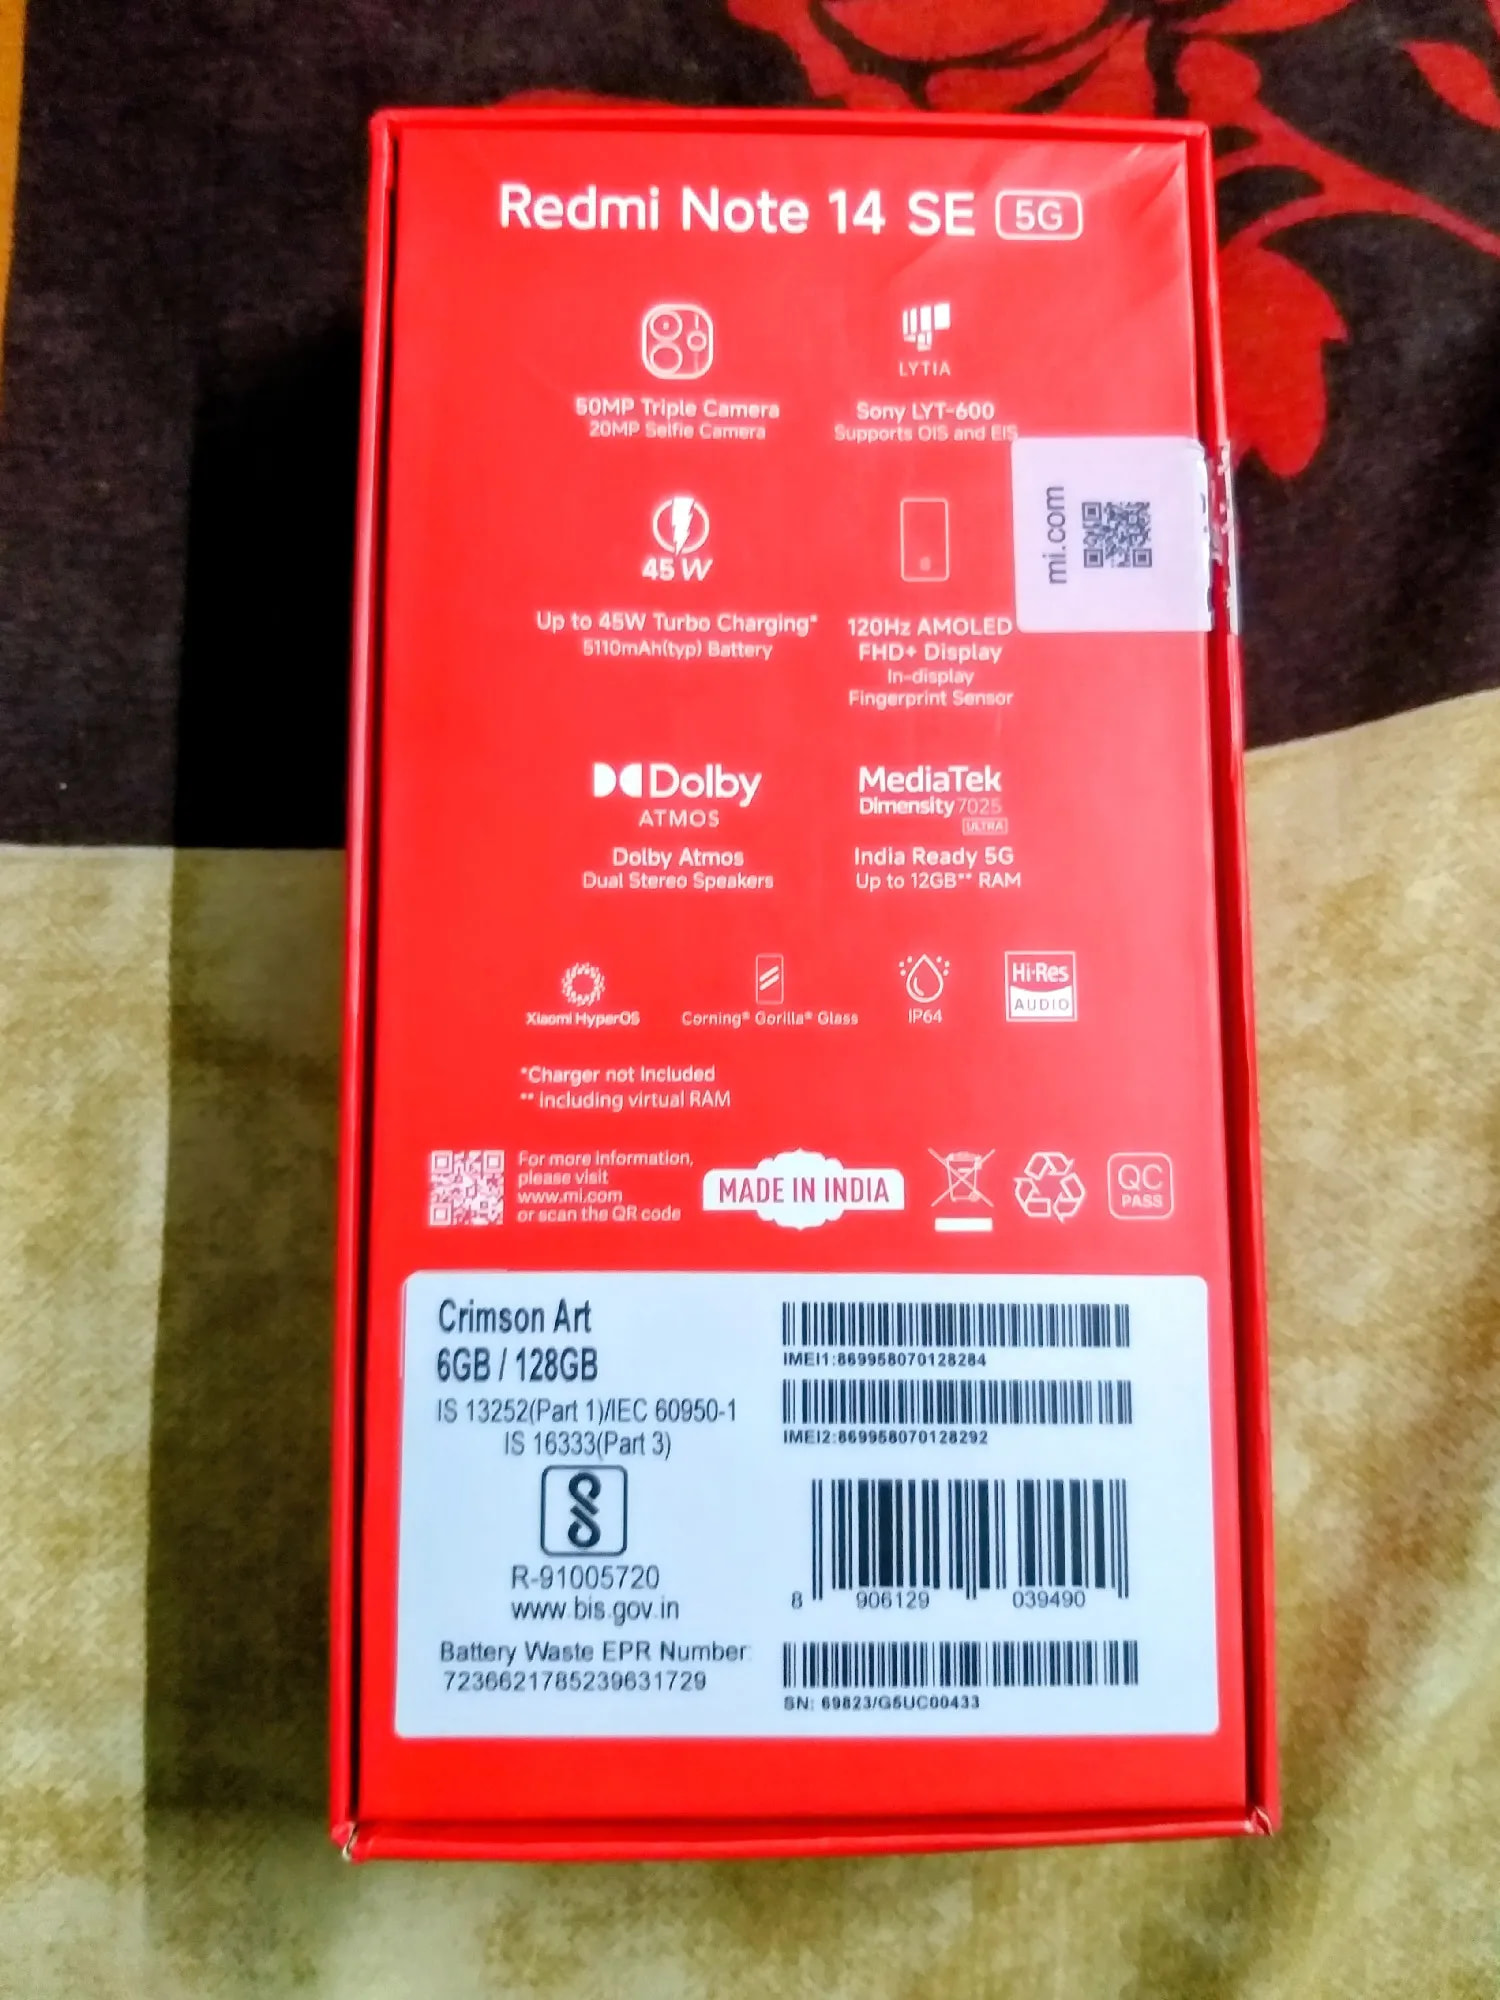 Redmi Note 14 SE 5G
50MP Triple Camera
20MP Selfie Camera
LYTIA
Sony LYT-600
Supports OIS and EIS
mi.com
45W
Up to 45W Turbo Charging*
5110mAh(typ) Battery
120Hz AMOLED
FHD+ Display
In-display
Fingerprint Sensor
Dolby
ATMOS
Dolby Atmos
Dual Stereo Speakers
MediaTek
Dimensity 7025
ULTRA
India Ready 5G
Up to 12GB** RAM
Xiaomi HyperOS
Corning® Gorilla® Glass
IP64
Hi-Res
AUDIO
*Charger not included
** including virtual RAM
For more information,
please visit
www.mi.com
or scan the QR code
MADE IN INDIA
QC
PASS
Crimson Art
6GB / 128GB
IS 13252(Part 1)/IEC 60950-1
IS 16333(Part 3)
R-91005720
www.bis.gov.in
Battery Waste EPR Number:
7236621785239631729
IMEI1:869958070128284
IMEI2:869958070128292
8 906129 039490
SN: 69823/G5UC00433